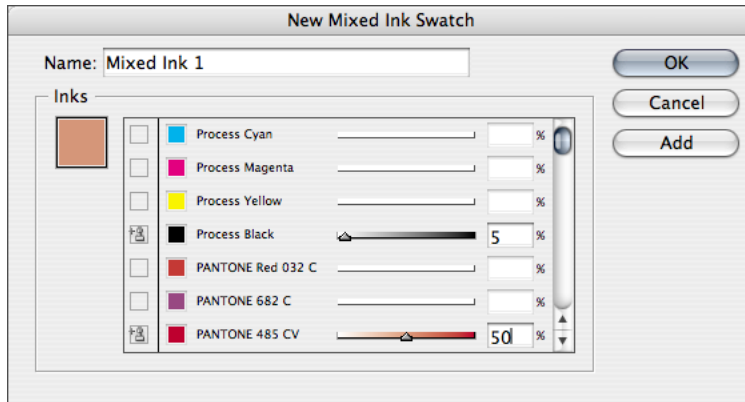 New Mixed Ink Swatch
Name: Mixed Ink 1
OK
Inks
Cancel
Add
Process Cyan %
Process Magenta %
Process Yellow %
Process Black 5 %
PANTONE Red 032 C %
PANTONE 682 C %
PANTONE 485 CV 50 %